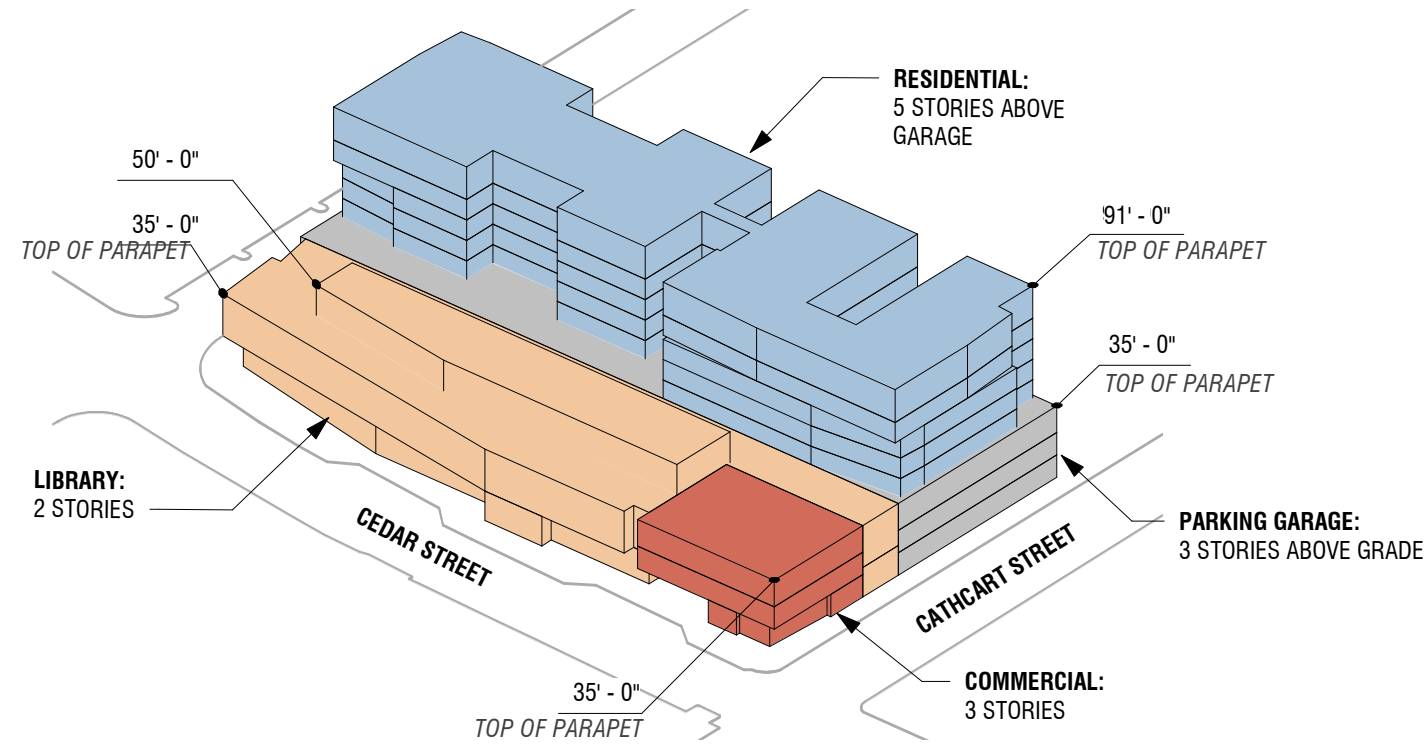 RESIDENTIAL:
5 STORIES ABOVE
GARAGE
50' - 0"
35' - 0"
TOP OF PARAPET
91' - 0"
TOP OF PARAPET
35' - 0"
TOP OF PARAPET
LIBRARY:
2 STORIES
CEDAR STREET
CATHCART STREET
PARKING GARAGE:
3 STORIES ABOVE GRADE
COMMERCIAL:
3 STORIES
35' - 0"
TOP OF PARAPET